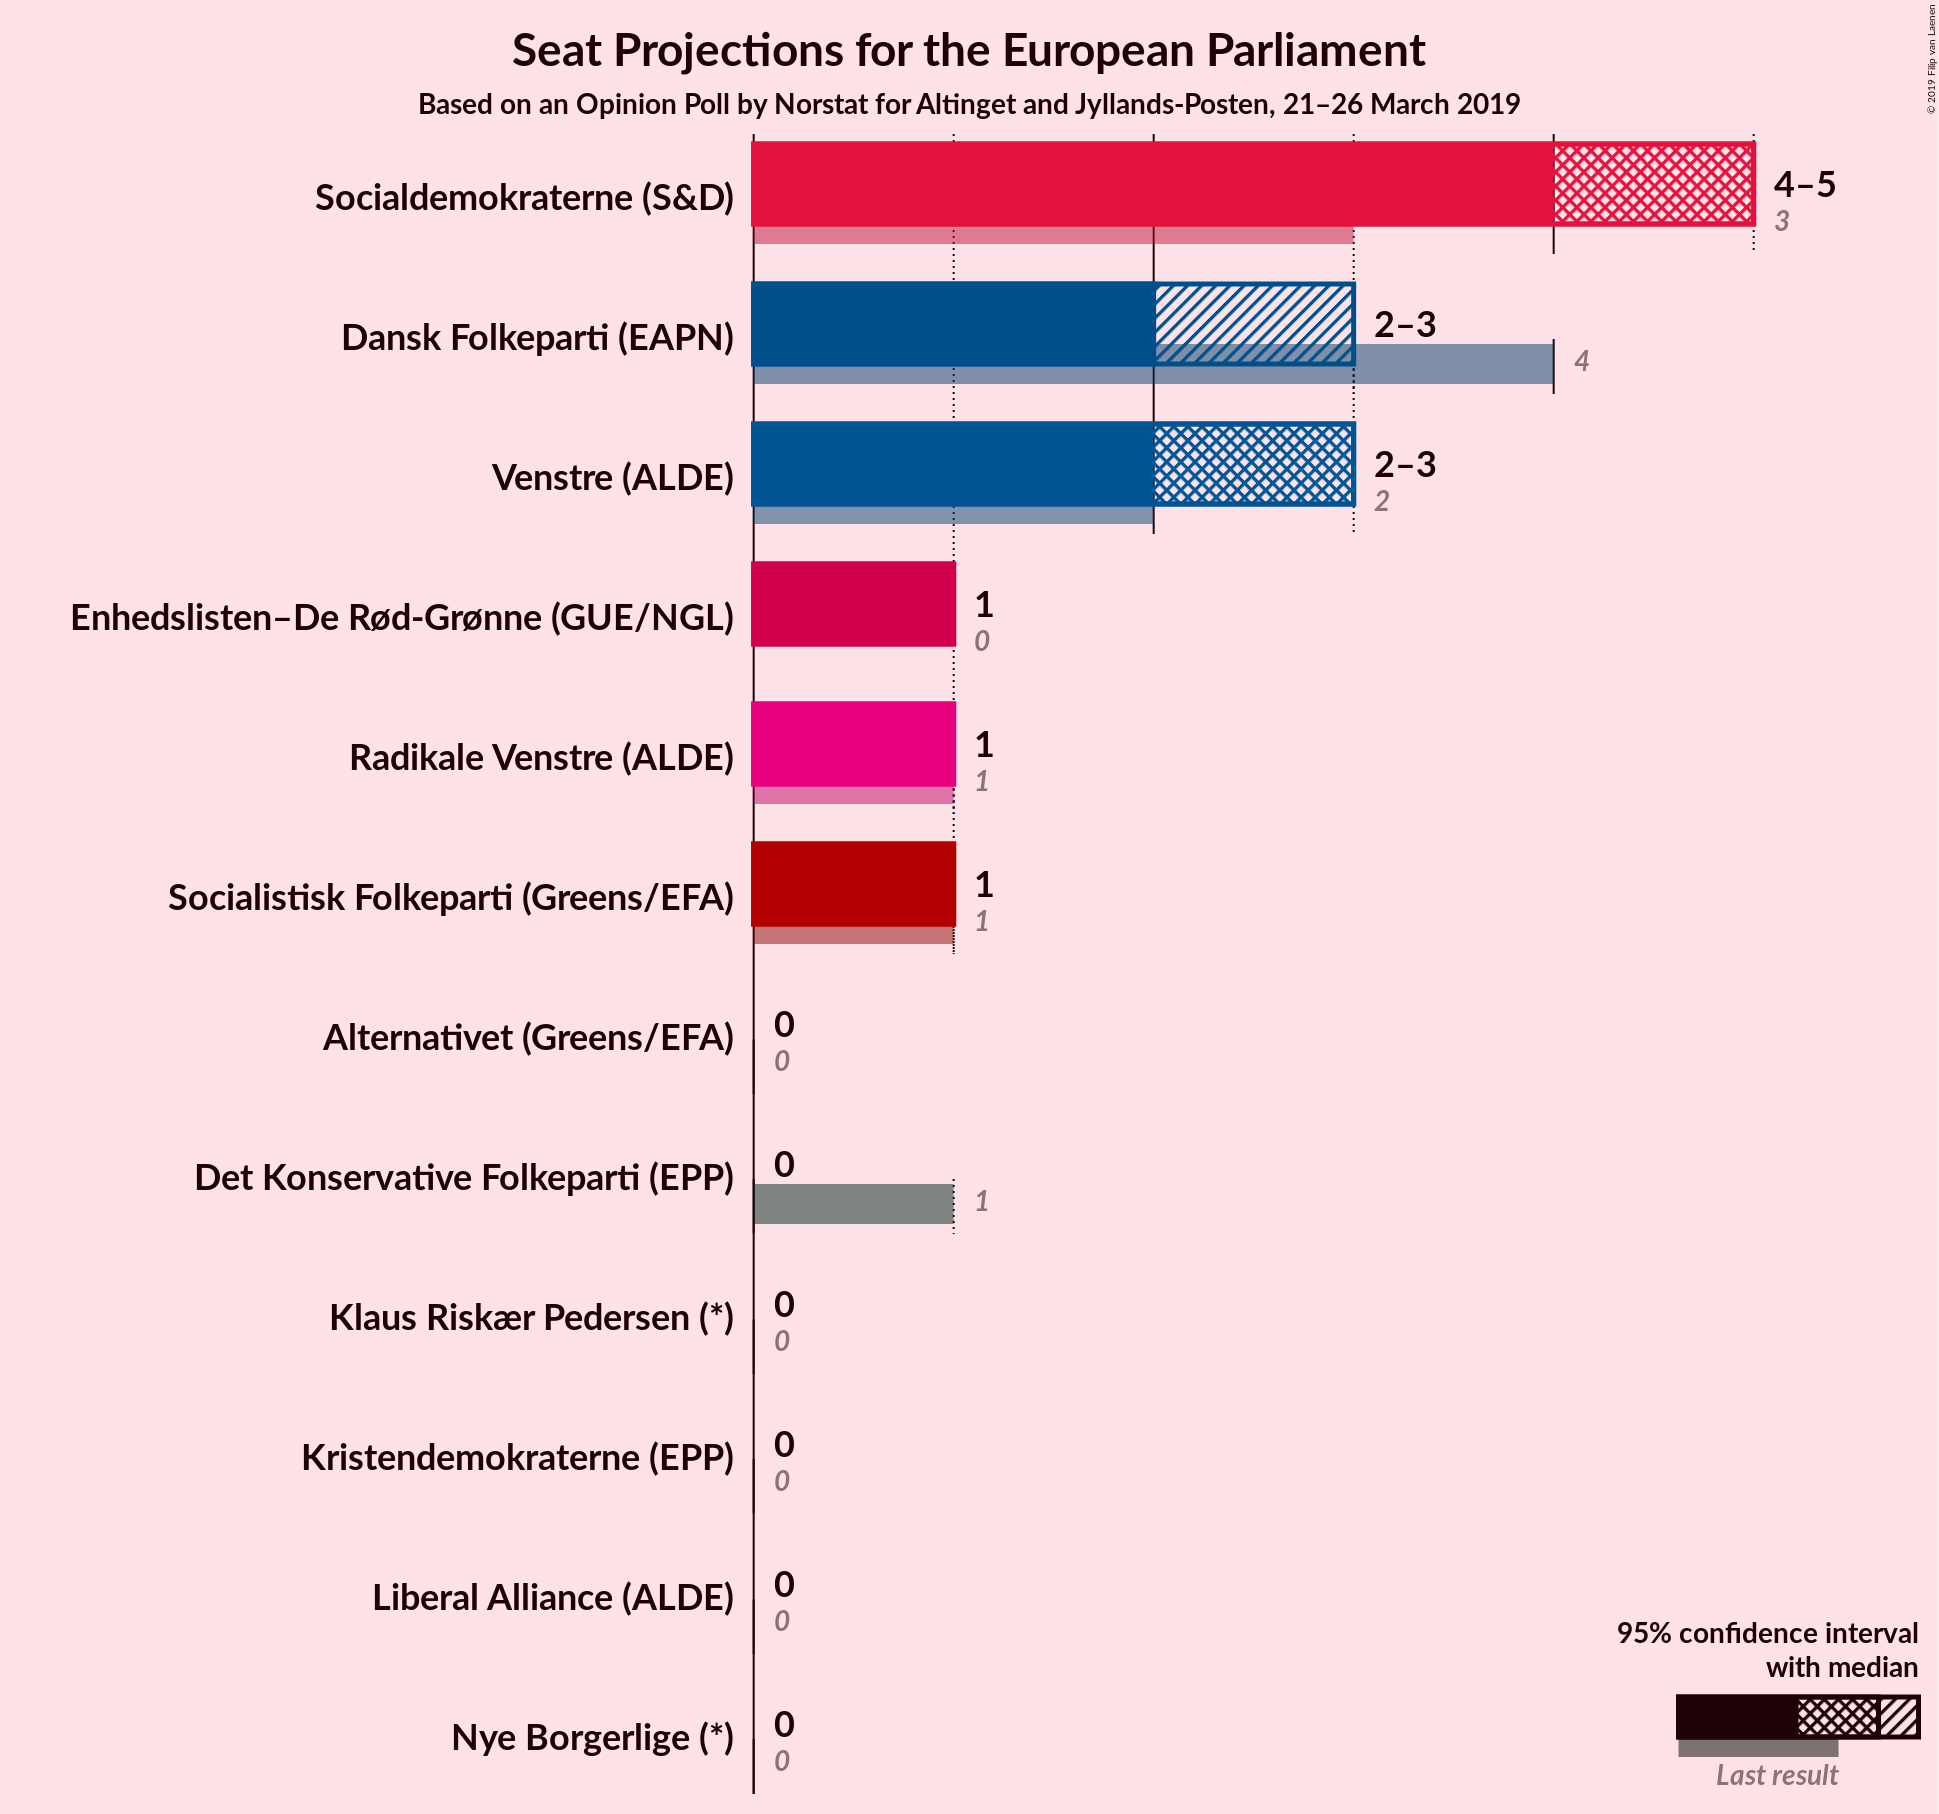 Seat Projections for the European Parliament
Based on an Opinion Poll by Norstat for Altinget and Jyllands-Posten, 21–26 March 2019
© 2019 Filip van Laenen
Socialdemokraterne (S&D)
4–5
3
Dansk Folkeparti (EAPN)
2–3
4
Venstre (ALDE)
2–3
2
Enhedslisten–De Rød-Grønne (GUE/NGL)
1
0
Radikale Venstre (ALDE)
1
1
Socialistisk Folkeparti (Greens/EFA)
1
1
Alternativet (Greens/EFA)
0
0
Det Konservative Folkeparti (EPP)
0
1
Klaus Riskær Pedersen (*)
0
0
Kristendemokraterne (EPP)
0
0
Liberal Alliance (ALDE)
0
0
Nye Borgerlige (*)
0
0
95% confidence interval
with median
Last result